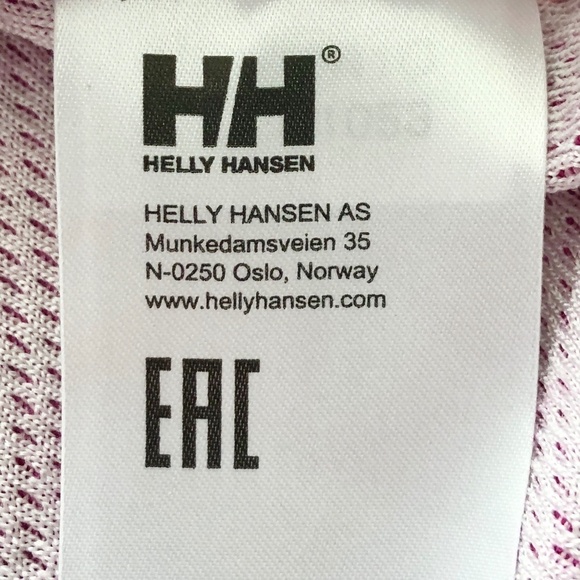 HH®
HELLY HANSEN
HELLY HANSEN AS
Munkedamsveien 35
N-0250 Oslo, Norway
www.hellyhansen.com
EAC